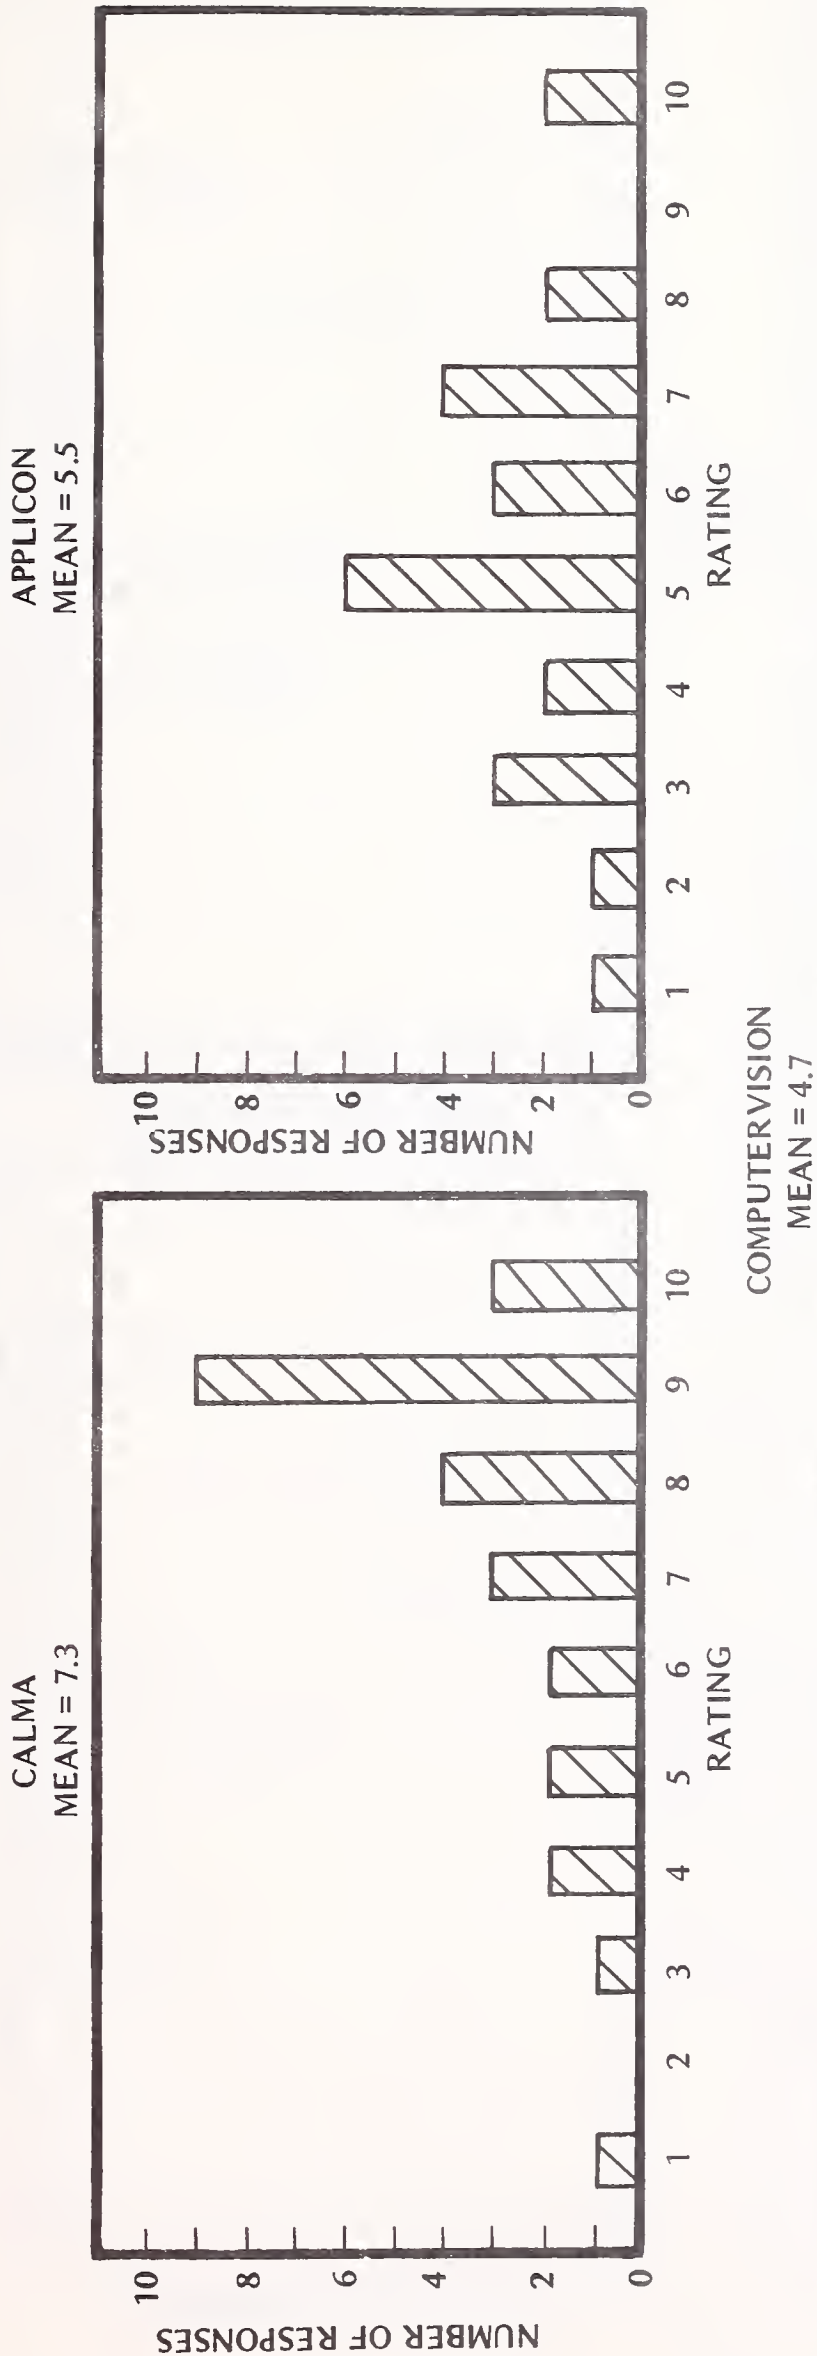 CALMA
MEAN = 7.3
NUMBER OF RESPONSES
10
8
6
4
2
0
1 2 3 4 5 6 7 8 9 10
RATING
APPLICON
MEAN = 5.5
NUMBER OF RESPONSES
10
8
6
4
2
0
1 2 3 4 5 6 7 8 9 10
RATING
COMPUTERVISION
MEAN = 4.7